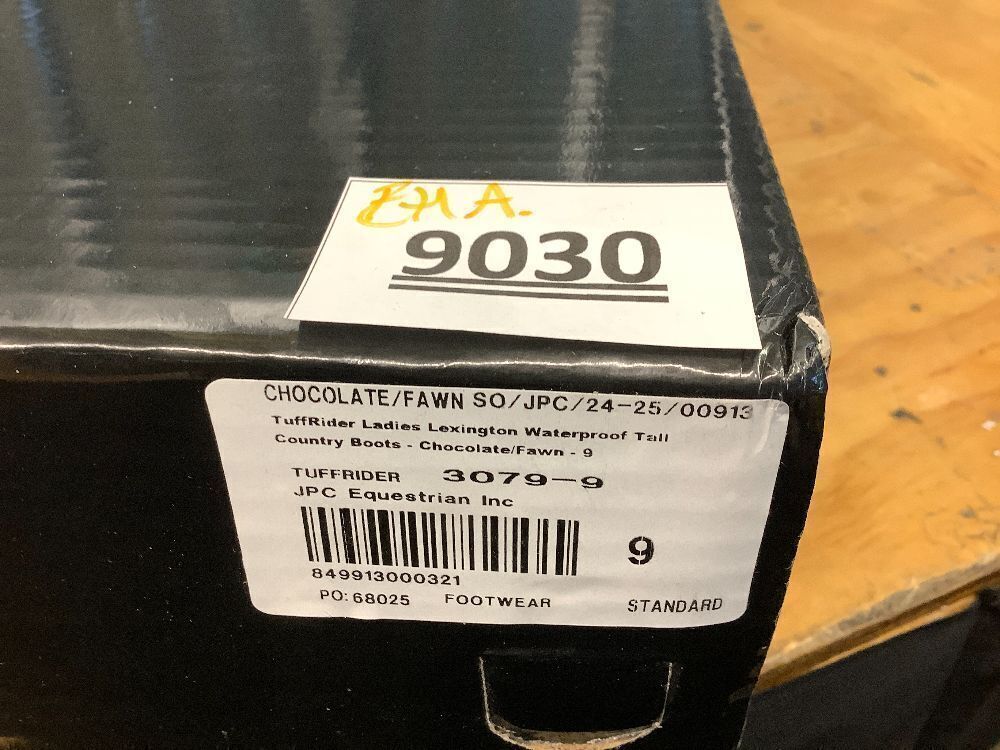 A.
9030
CHOCOLATE/FAWN SO/JPC/24-25/00913
TuffRider Ladies Lexington Waterproof Tall
Country Boots - Chocolate/Fawn - 9
TUFFRIDER 3079-9
JPC Equestrian Inc
9
849913000321
PO:68025 FOOTWEAR STANDARD